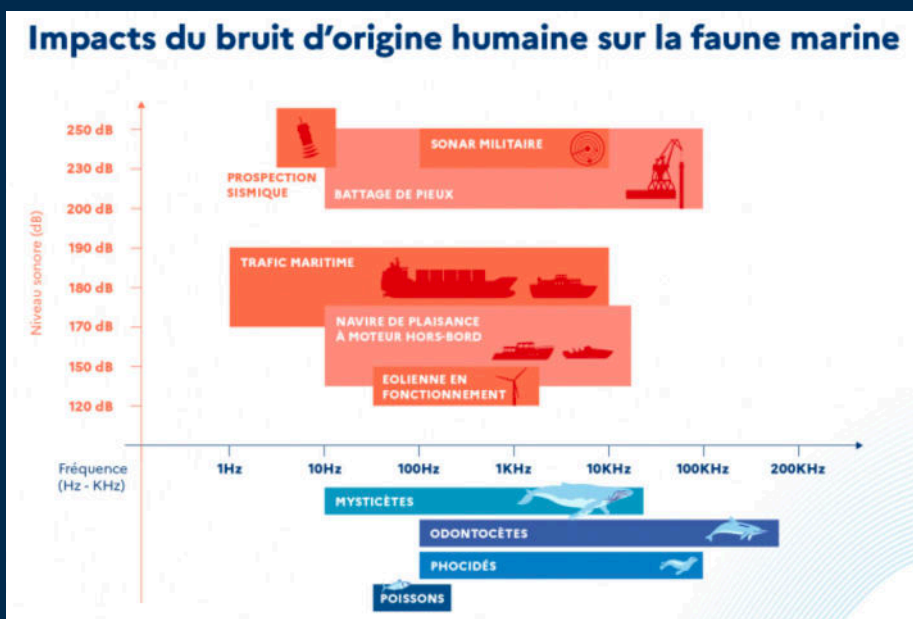 Impacts du bruit d'origine humaine sur la faune marine
Niveau sonore (dB)
250 dB
230 dB
200 dB
190 dB
180 dB
170 dB
150 dB
120 dB
PROSPECTION
SISMIQUE
SONAR MILITAIRE
BATTAGE DE PIEUX
TRAFIC MARITIME
NAVIRE DE PLAISANCE
À MOTEUR HORS-BORD
EOLIENNE EN
FONCTIONNEMENT
Fréquence
(Hz - KHz)
1Hz
10Hz
100Hz
1KHz
10KHz
100KHz
200KHz
MYSTICÈTES
ODONTOCÈTES
PHOCIDÉS
POISSONS